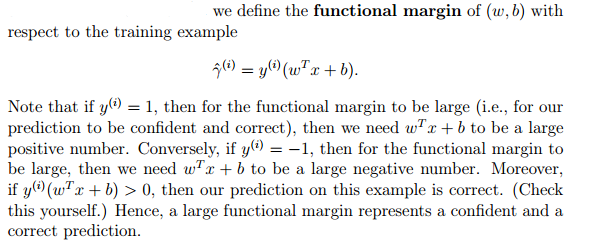 we define the functional margin of (w, b) with
respect to the training example
γ̂⁽ⁱ⁾ = y⁽ⁱ⁾(wᵀx + b).
Note that if y⁽ⁱ⁾ = 1, then for the functional margin to be large (i.e., for our
prediction to be confident and correct), then we need wᵀx + b to be a large
positive number. Conversely, if y⁽ⁱ⁾ = −1, then for the functional margin to
be large, then we need wᵀx + b to be a large negative number. Moreover,
if y⁽ⁱ⁾(wᵀx + b) > 0, then our prediction on this example is correct. (Check
this yourself.) Hence, a large functional margin represents a confident and a
correct prediction.